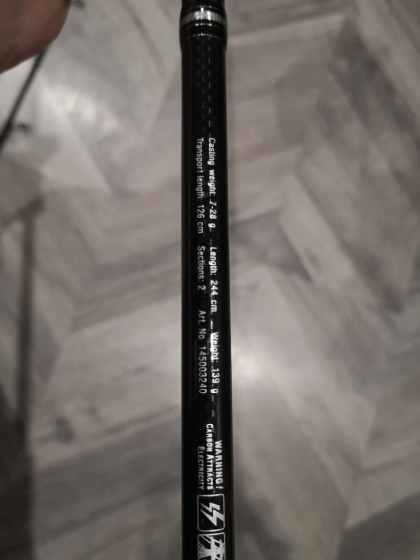 Casting weight: 7-28 g. Length: 244 cm. Weight: 139 g
Transport length: 126 cm Sections: 2 Art. No 145003240
WARNING!
CARBON ATTRACTS
ELECTRICITY